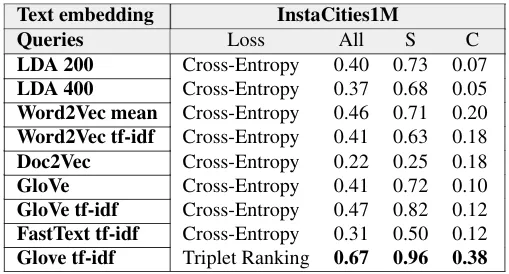 Text embedding InstaCities1M
Queries Loss All S C
LDA 200 Cross-Entropy 0.40 0.73 0.07
LDA 400 Cross-Entropy 0.37 0.68 0.05
Word2Vec mean Cross-Entropy 0.46 0.71 0.20
Word2Vec tf-idf Cross-Entropy 0.41 0.63 0.18
Doc2Vec Cross-Entropy 0.22 0.25 0.18
GloVe Cross-Entropy 0.41 0.72 0.10
GloVe tf-idf Cross-Entropy 0.47 0.82 0.12
FastText tf-idf Cross-Entropy 0.31 0.50 0.12
Glove tf-idf Triplet Ranking 0.67 0.96 0.38